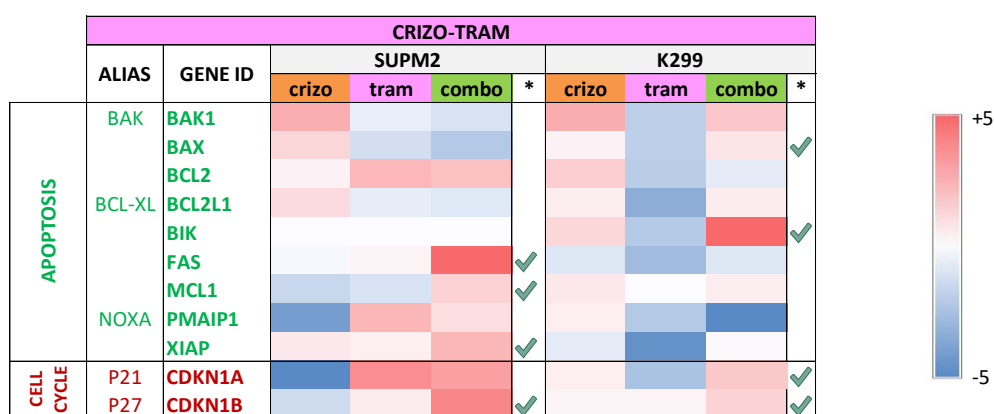 CRIZO-TRAM
ALIAS GENE ID SUPM2 K299
crizo tram combo * crizo tram combo *
APOPTOSIS
BAK BAK1
BAX
BCL2
BCL-XL BCL2L1
BIK
FAS
MCL1
NOXA PMAIP1
XIAP
CELL
CYCLE
P21 CDKN1A
P27 CDKN1B
+5
-5